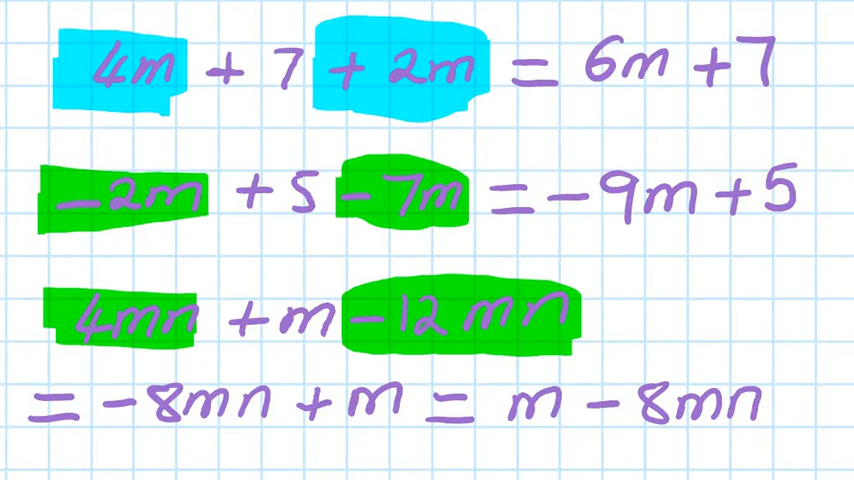 4m + 7 + 2m = 6m + 7
-2m + 5 - 7m = -9m + 5
4mn + m - 12mn
= -8mn + m = m - 8mn